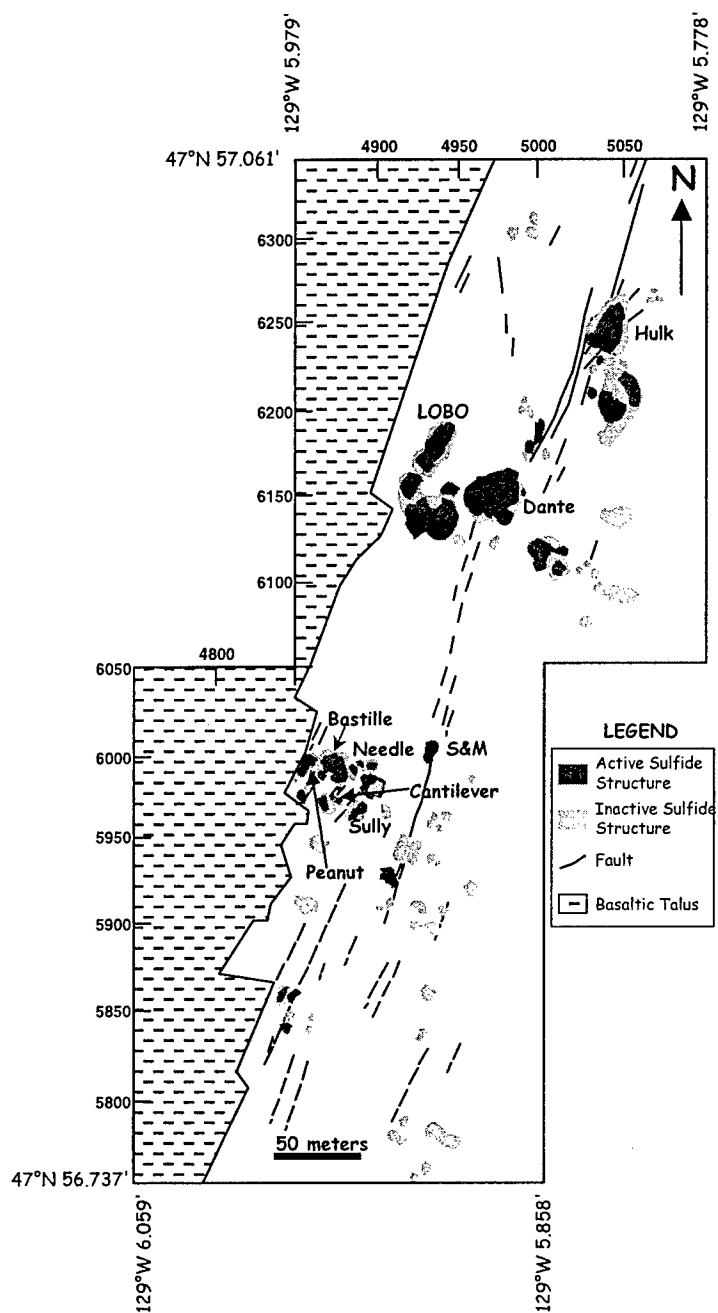 129°W 5.979'
129°W 5.778'
47°N 57.061'
4900
4950
5000
5050
N
6300
6250
Hulk
6200
LOBO
6150
Dante
6100
6050
4800
Bastille
6000
Needle
S&M
Cantilever
5950
Sully
Peanut
5900
5850
5800
50 meters
47°N 56.737'
129°W 6.059'
129°W 5.858'
LEGEND
Active Sulfide
Structure
Inactive Sulfide
Structure
Fault
Basaltic Talus